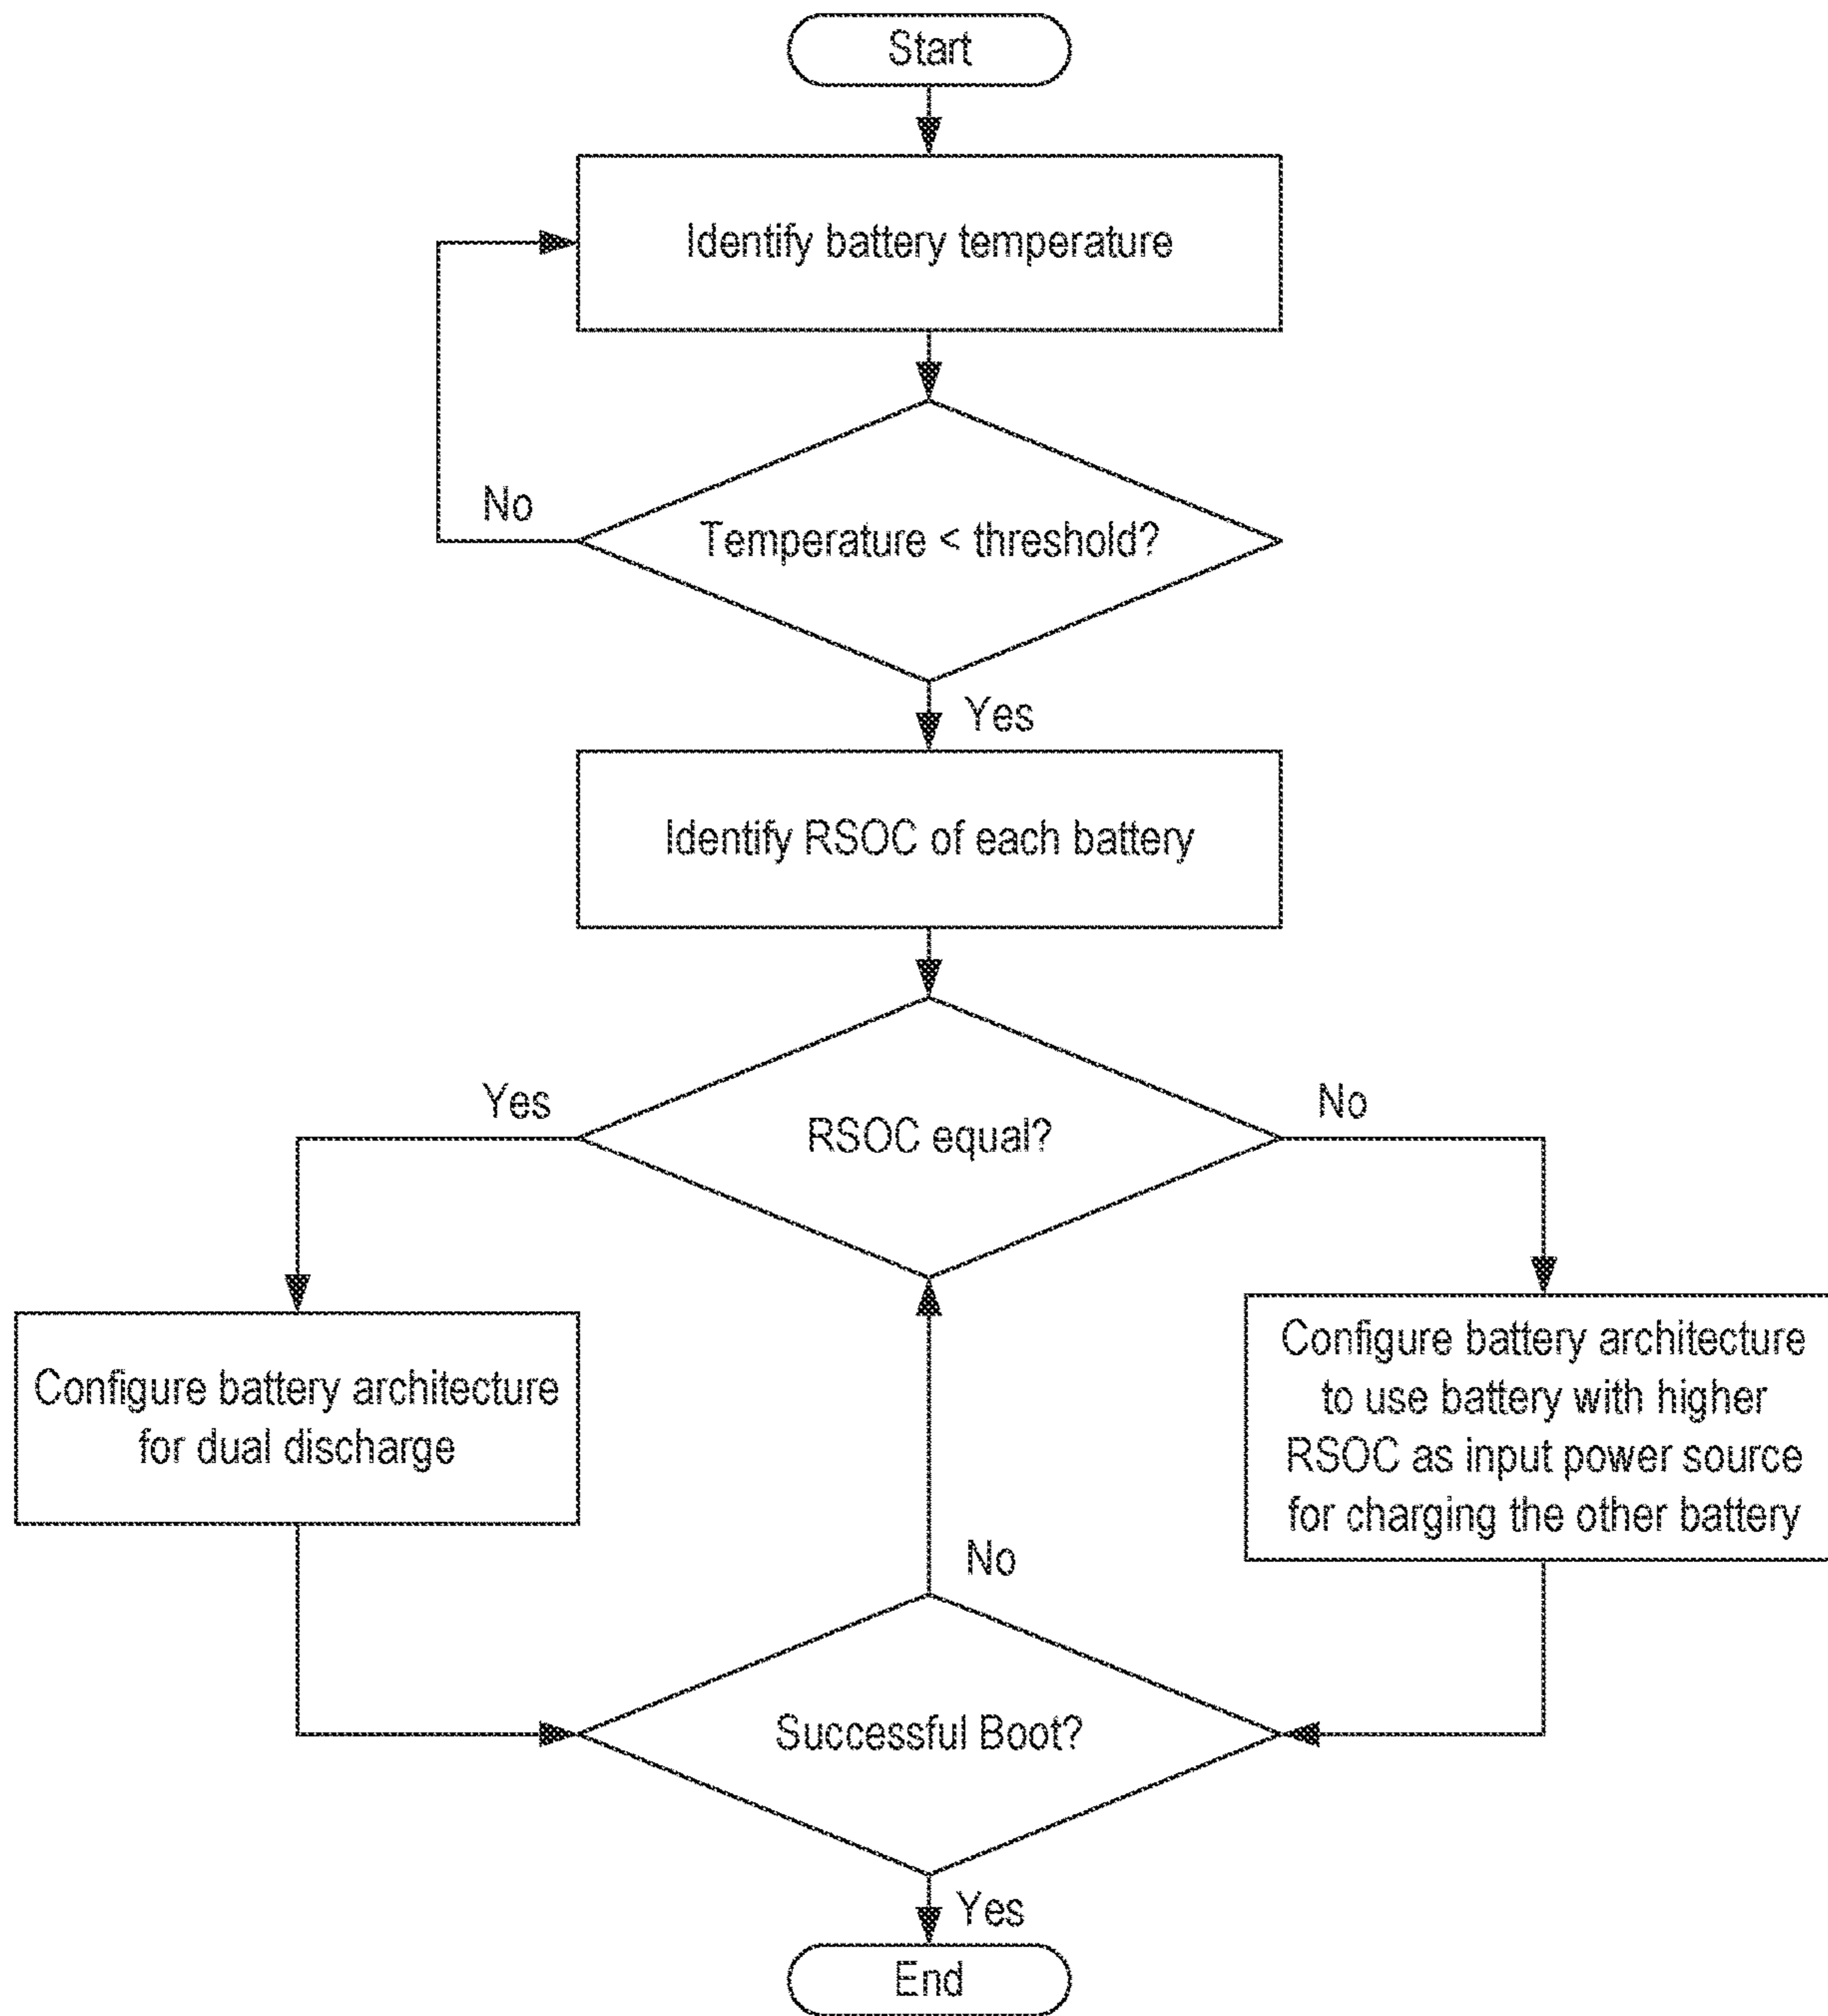 Start
Identify battery temperature
No
Temperature < threshold?
Yes
Identify RSOC of each battery
Yes
No
RSOC equal?
Configure battery architecture
for dual discharge
Configure battery architecture
to use battery with higher
RSOC as input power source
for charging the other battery
No
Successful Boot?
Yes
End